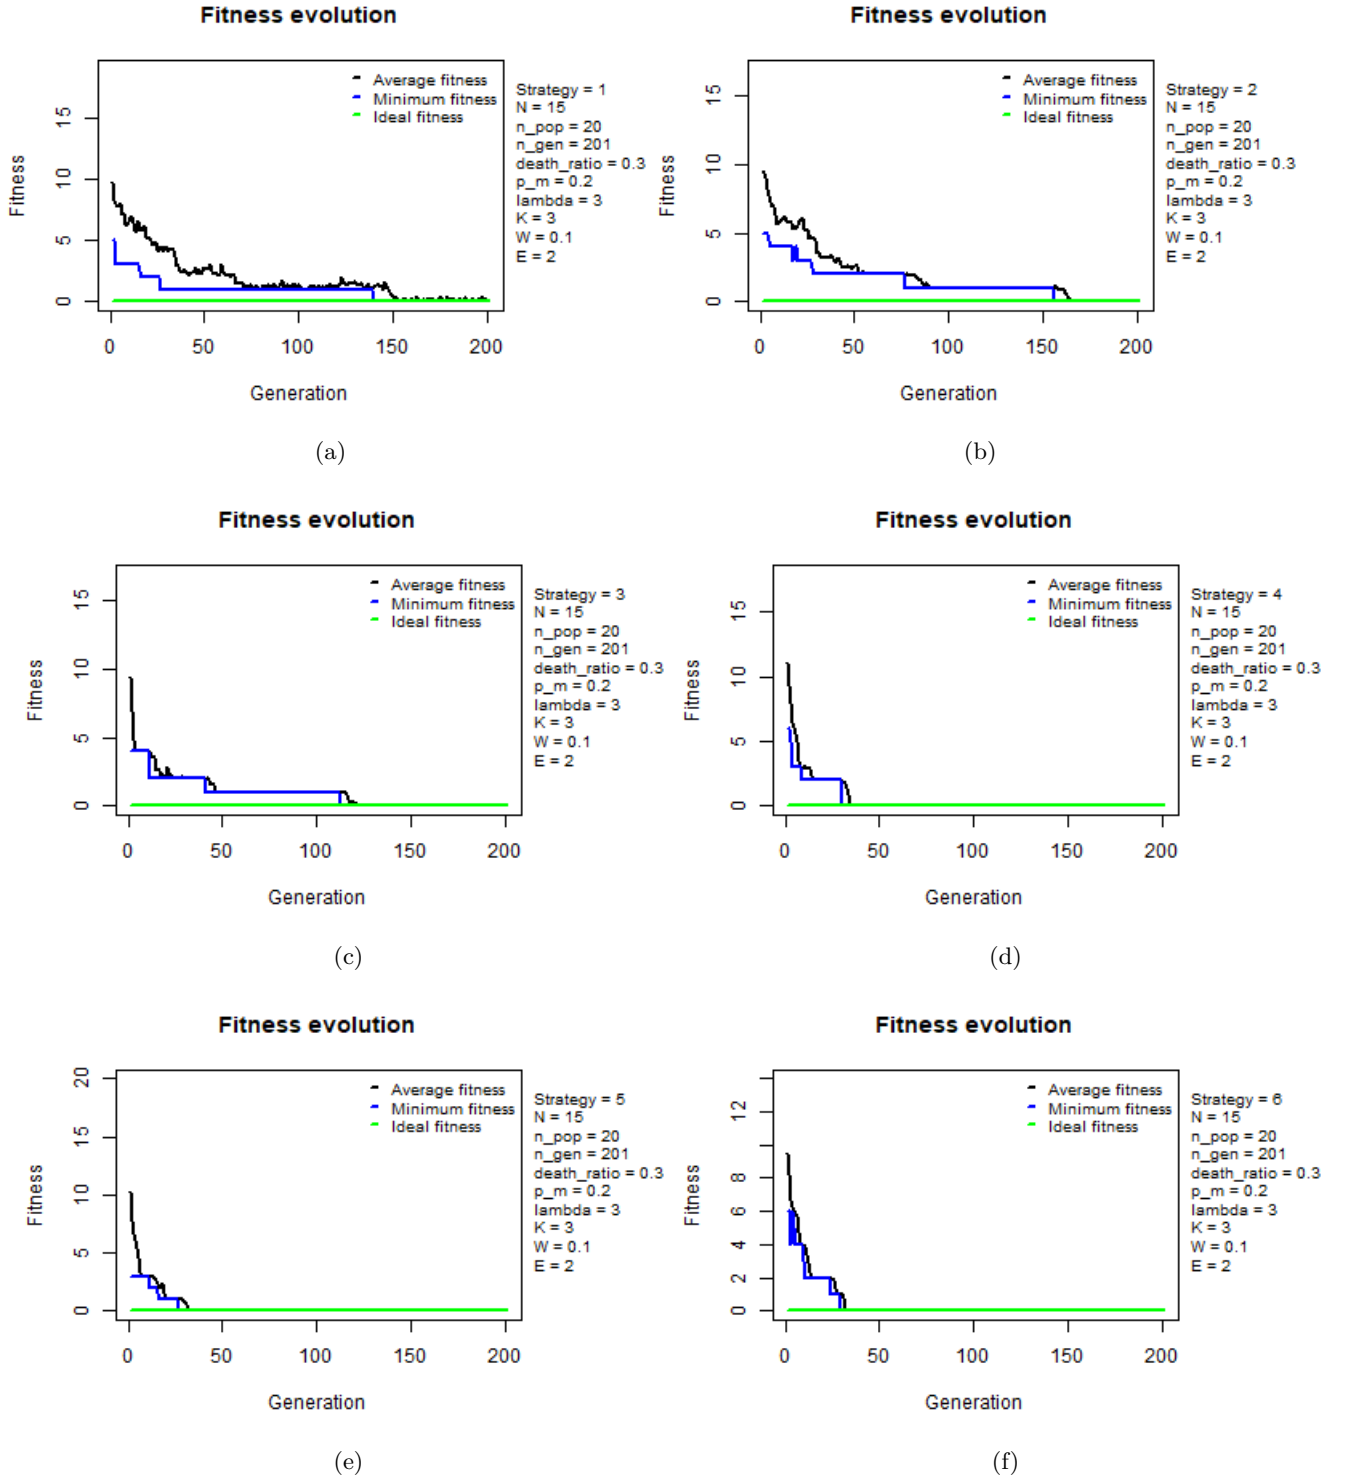 Fitness evolution
Average fitness
Minimum fitness
Ideal fitness
Strategy = 1
N = 15
n_pop = 20
n_gen = 201
death_ratio = 0.3
p_m = 0.2
lambda = 3
K = 3
W = 0.1
E = 2
Fitness
0 5 10 15
0 50 100 150 200
Generation
(a)
Fitness evolution
Average fitness
Minimum fitness
Ideal fitness
Strategy = 2
N = 15
n_pop = 20
n_gen = 201
death_ratio = 0.3
p_m = 0.2
lambda = 3
K = 3
W = 0.1
E = 2
Fitness
0 5 10 15
0 50 100 150 200
Generation
(b)
Fitness evolution
Average fitness
Minimum fitness
Ideal fitness
Strategy = 3
N = 15
n_pop = 20
n_gen = 201
death_ratio = 0.3
p_m = 0.2
lambda = 3
K = 3
W = 0.1
E = 2
Fitness
0 5 10 15
0 50 100 150 200
Generation
(c)
Fitness evolution
Average fitness
Minimum fitness
Ideal fitness
Strategy = 4
N = 15
n_pop = 20
n_gen = 201
death_ratio = 0.3
p_m = 0.2
lambda = 3
K = 3
W = 0.1
E = 2
Fitness
0 5 10 15
0 50 100 150 200
Generation
(d)
Fitness evolution
Average fitness
Minimum fitness
Ideal fitness
Strategy = 5
N = 15
n_pop = 20
n_gen = 201
death_ratio = 0.3
p_m = 0.2
lambda = 3
K = 3
W = 0.1
E = 2
Fitness
0 5 10 15 20
0 50 100 150 200
Generation
(e)
Fitness evolution
Average fitness
Minimum fitness
Ideal fitness
Strategy = 6
N = 15
n_pop = 20
n_gen = 201
death_ratio = 0.3
p_m = 0.2
lambda = 3
K = 3
W = 0.1
E = 2
Fitness
0 2 4 6 8 12
0 50 100 150 200
Generation
(f)